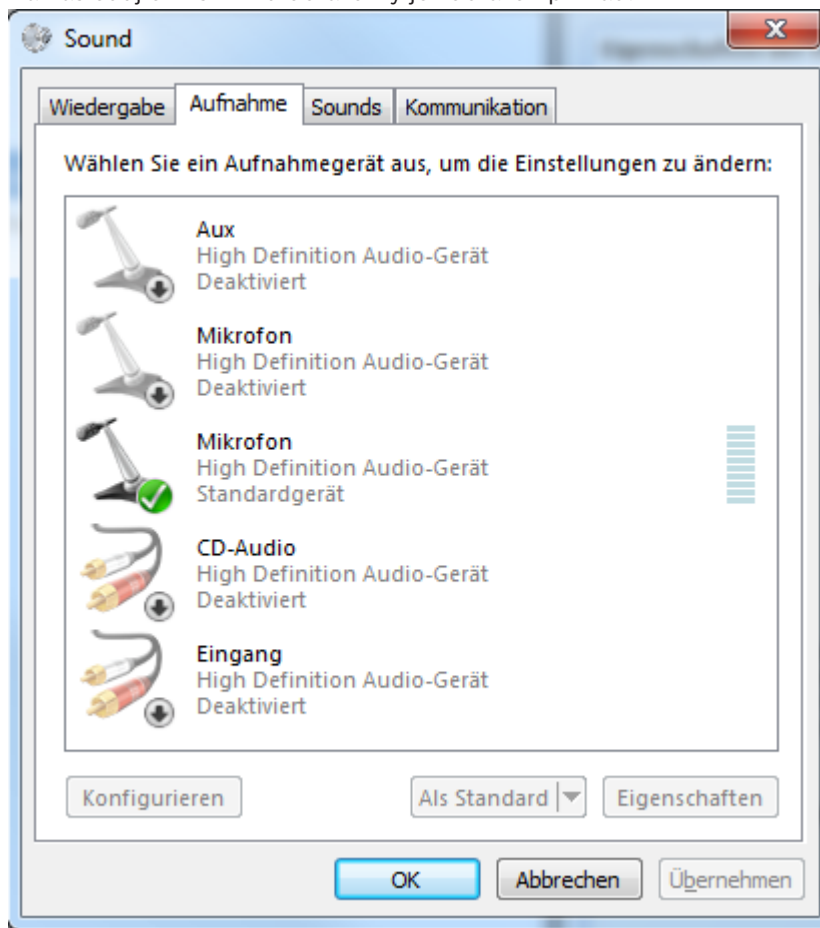 Sound
Wiedergabe Aufnahme Sounds Kommunikation
Wählen Sie ein Aufnahmegerät aus, um die Einstellungen zu ändern:
Aux
High Definition Audio-Gerät
Deaktiviert
Mikrofon
High Definition Audio-Gerät
Deaktiviert
Mikrofon
High Definition Audio-Gerät
Standardgerät
CD-Audio
High Definition Audio-Gerät
Deaktiviert
Eingang
High Definition Audio-Gerät
Deaktiviert
Konfigurieren Als Standard Eigenschaften
OK Abbrechen Übernehmen